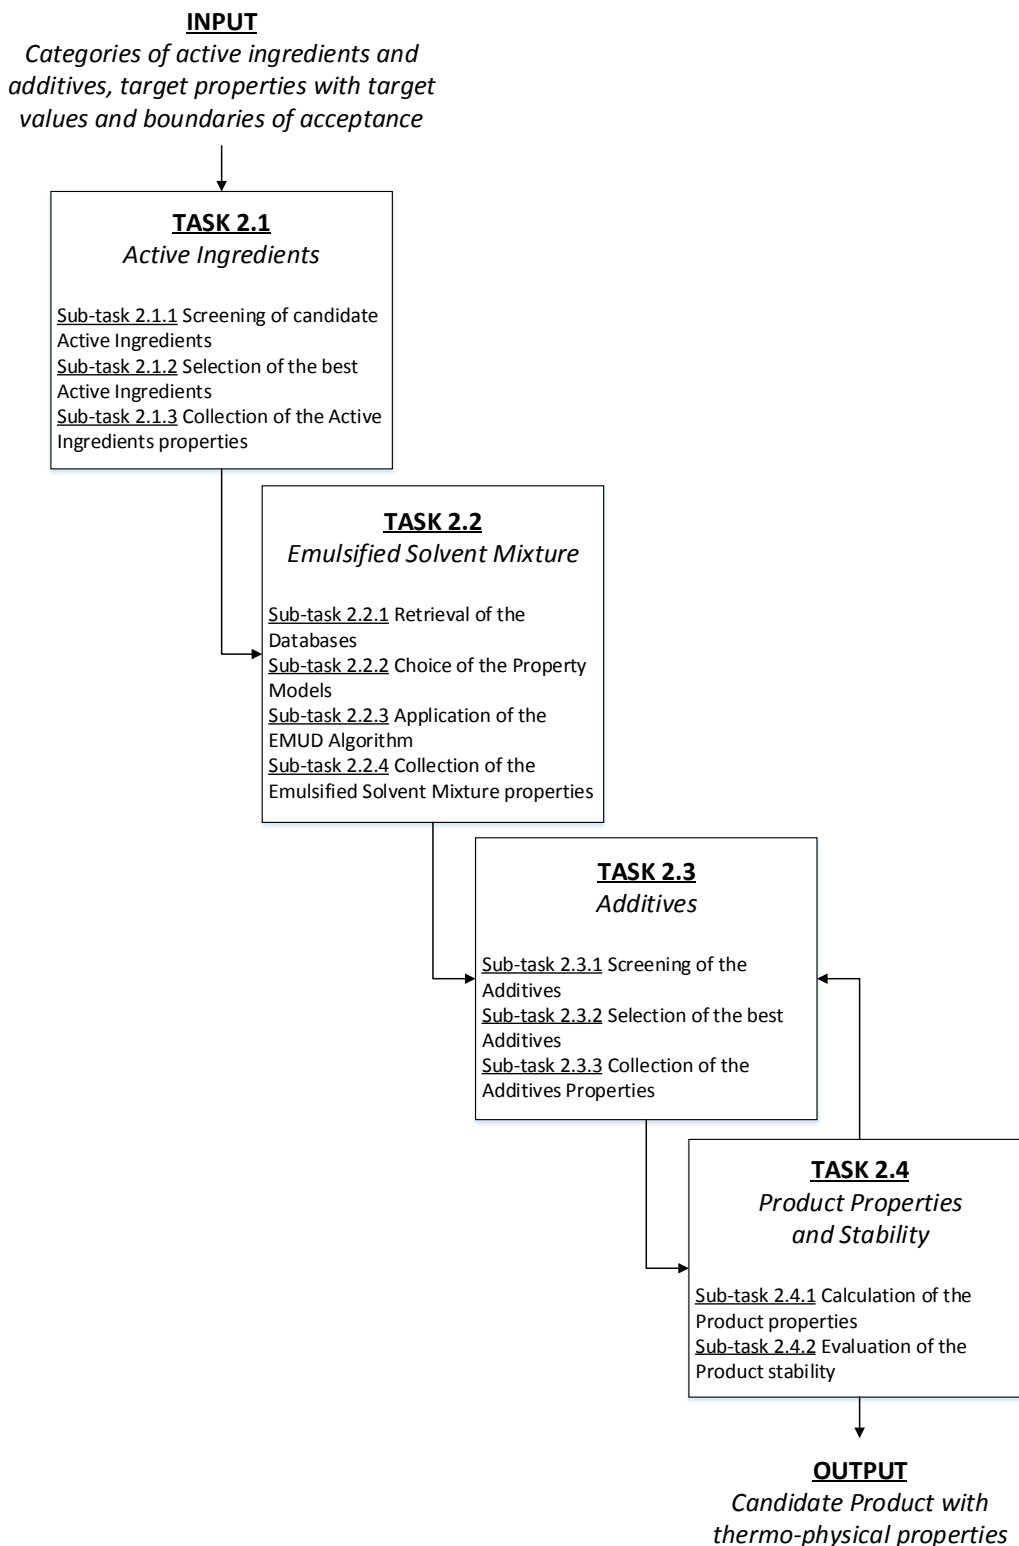 INPUT
Categories of active ingredients and
additives, target properties with target
values and boundaries of acceptance
TASK 2.1
Active Ingredients
Sub-task 2.1.1 Screening of candidate
Active Ingredients
Sub-task 2.1.2 Selection of the best
Active Ingredients
Sub-task 2.1.3 Collection of the Active
Ingredients properties
TASK 2.2
Emulsified Solvent Mixture
Sub-task 2.2.1 Retrieval of the
Databases
Sub-task 2.2.2 Choice of the Property
Models
Sub-task 2.2.3 Application of the
EMUD Algorithm
Sub-task 2.2.4 Collection of the
Emulsified Solvent Mixture properties
TASK 2.3
Additives
Sub-task 2.3.1 Screening of the
Additives
Sub-task 2.3.2 Selection of the best
Additives
Sub-task 2.3.3 Collection of the
Additives Properties
TASK 2.4
Product Properties
and Stability
Sub-task 2.4.1 Calculation of the
Product properties
Sub-task 2.4.2 Evaluation of the
Product stability
OUTPUT
Candidate Product with
thermo-physical properties